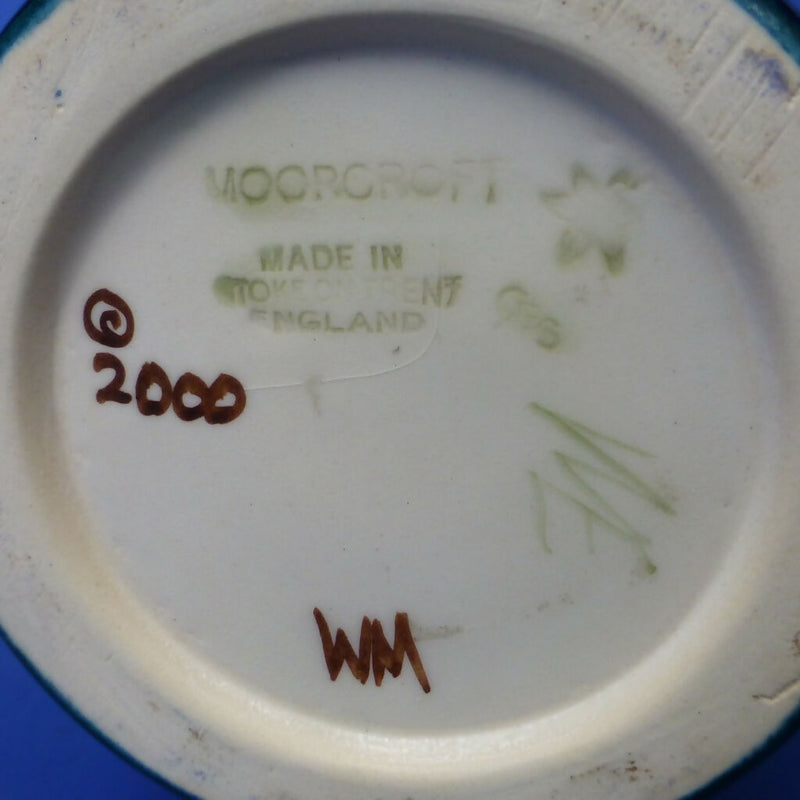 MOORCROFT
MADE IN
STOKE ON TRENT
ENGLAND
©
2000
WM